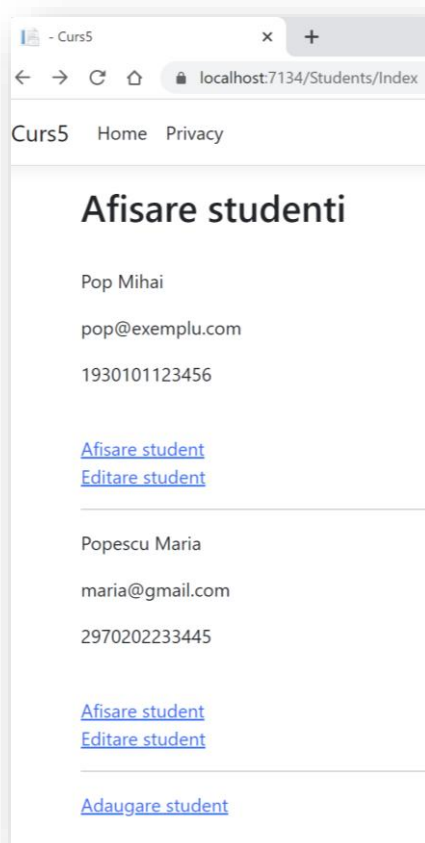 - Curs5
localhost:7134/Students/Index
Curs5 Home Privacy
Afisare studenti
Pop Mihai
pop@exemplu.com
1930101123456
Afisare student
Editare student
Popescu Maria
maria@gmail.com
2970202233445
Afisare student
Editare student
Adaugare student